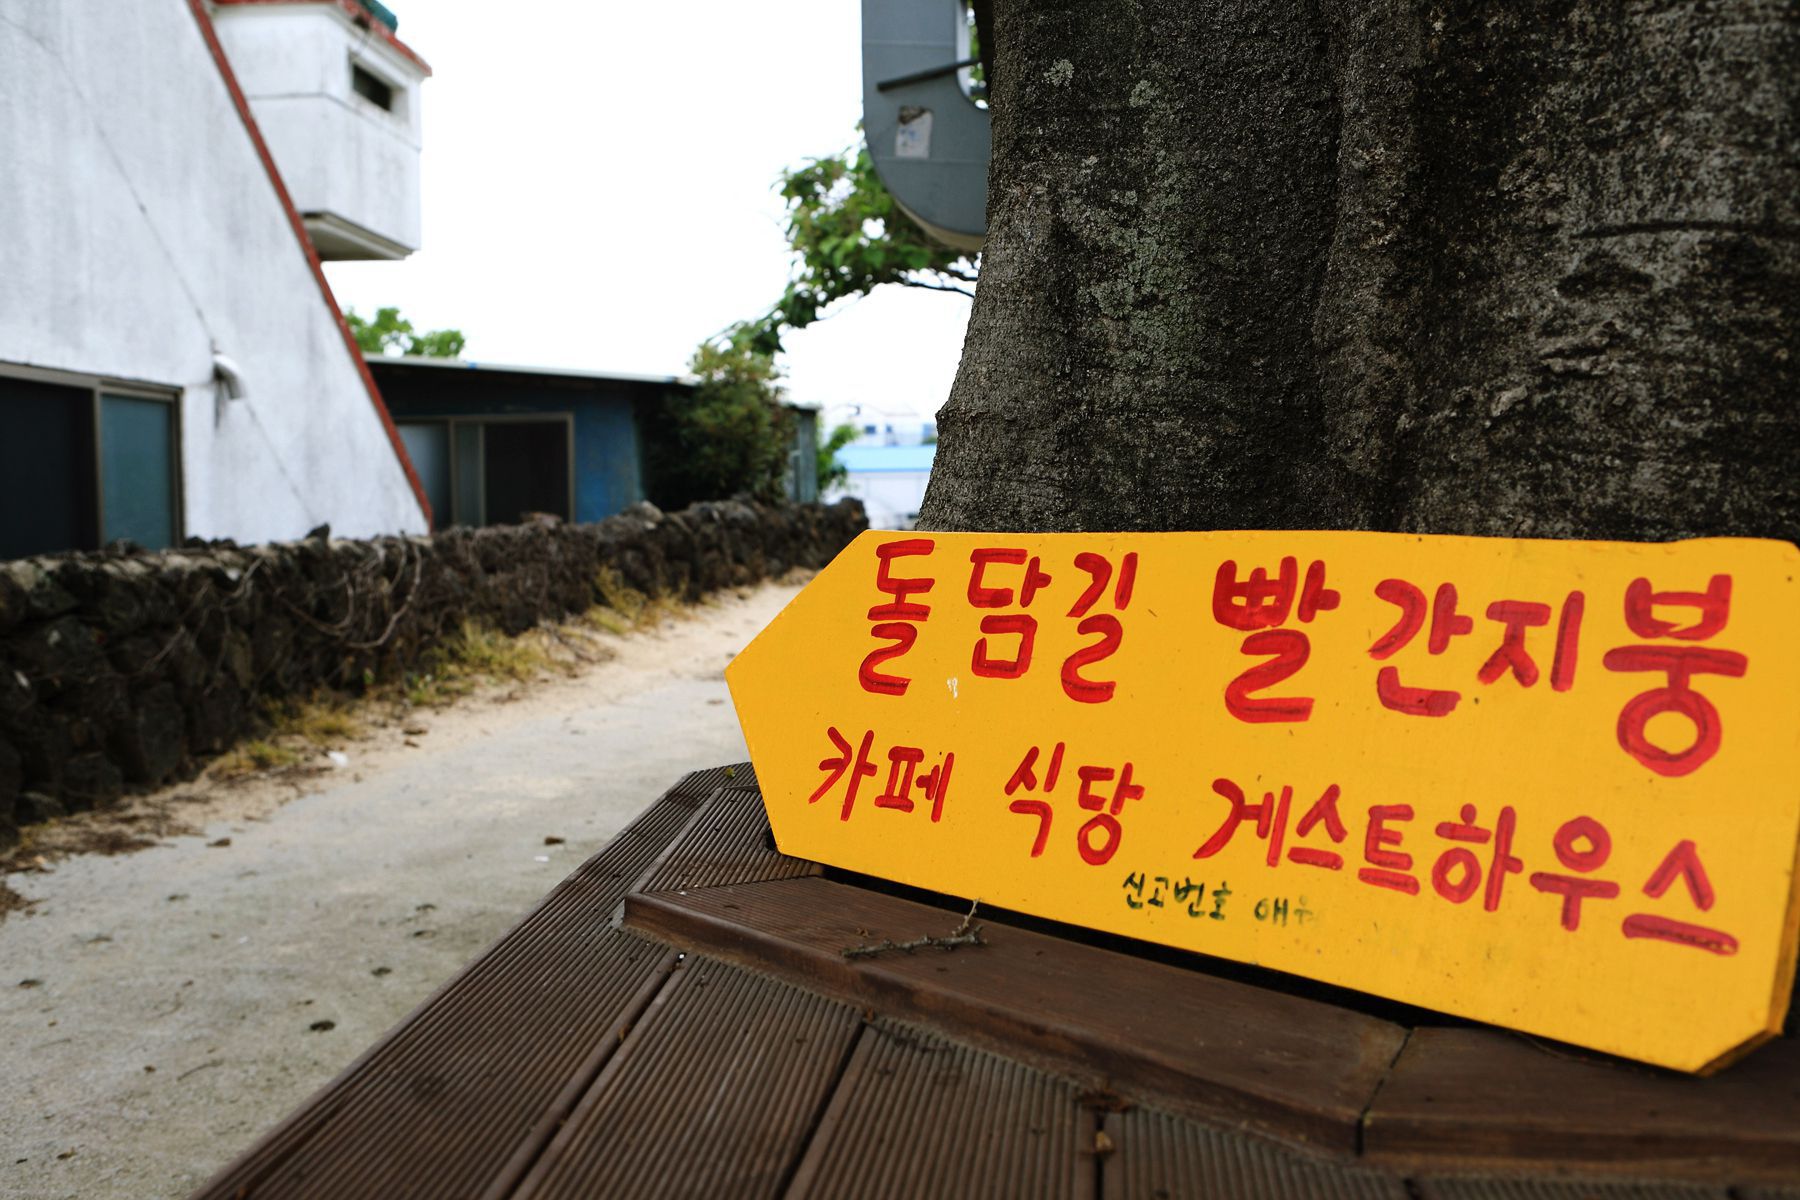 돌담길 빨간지붕
카페 식당 게스트하우스
신고번호